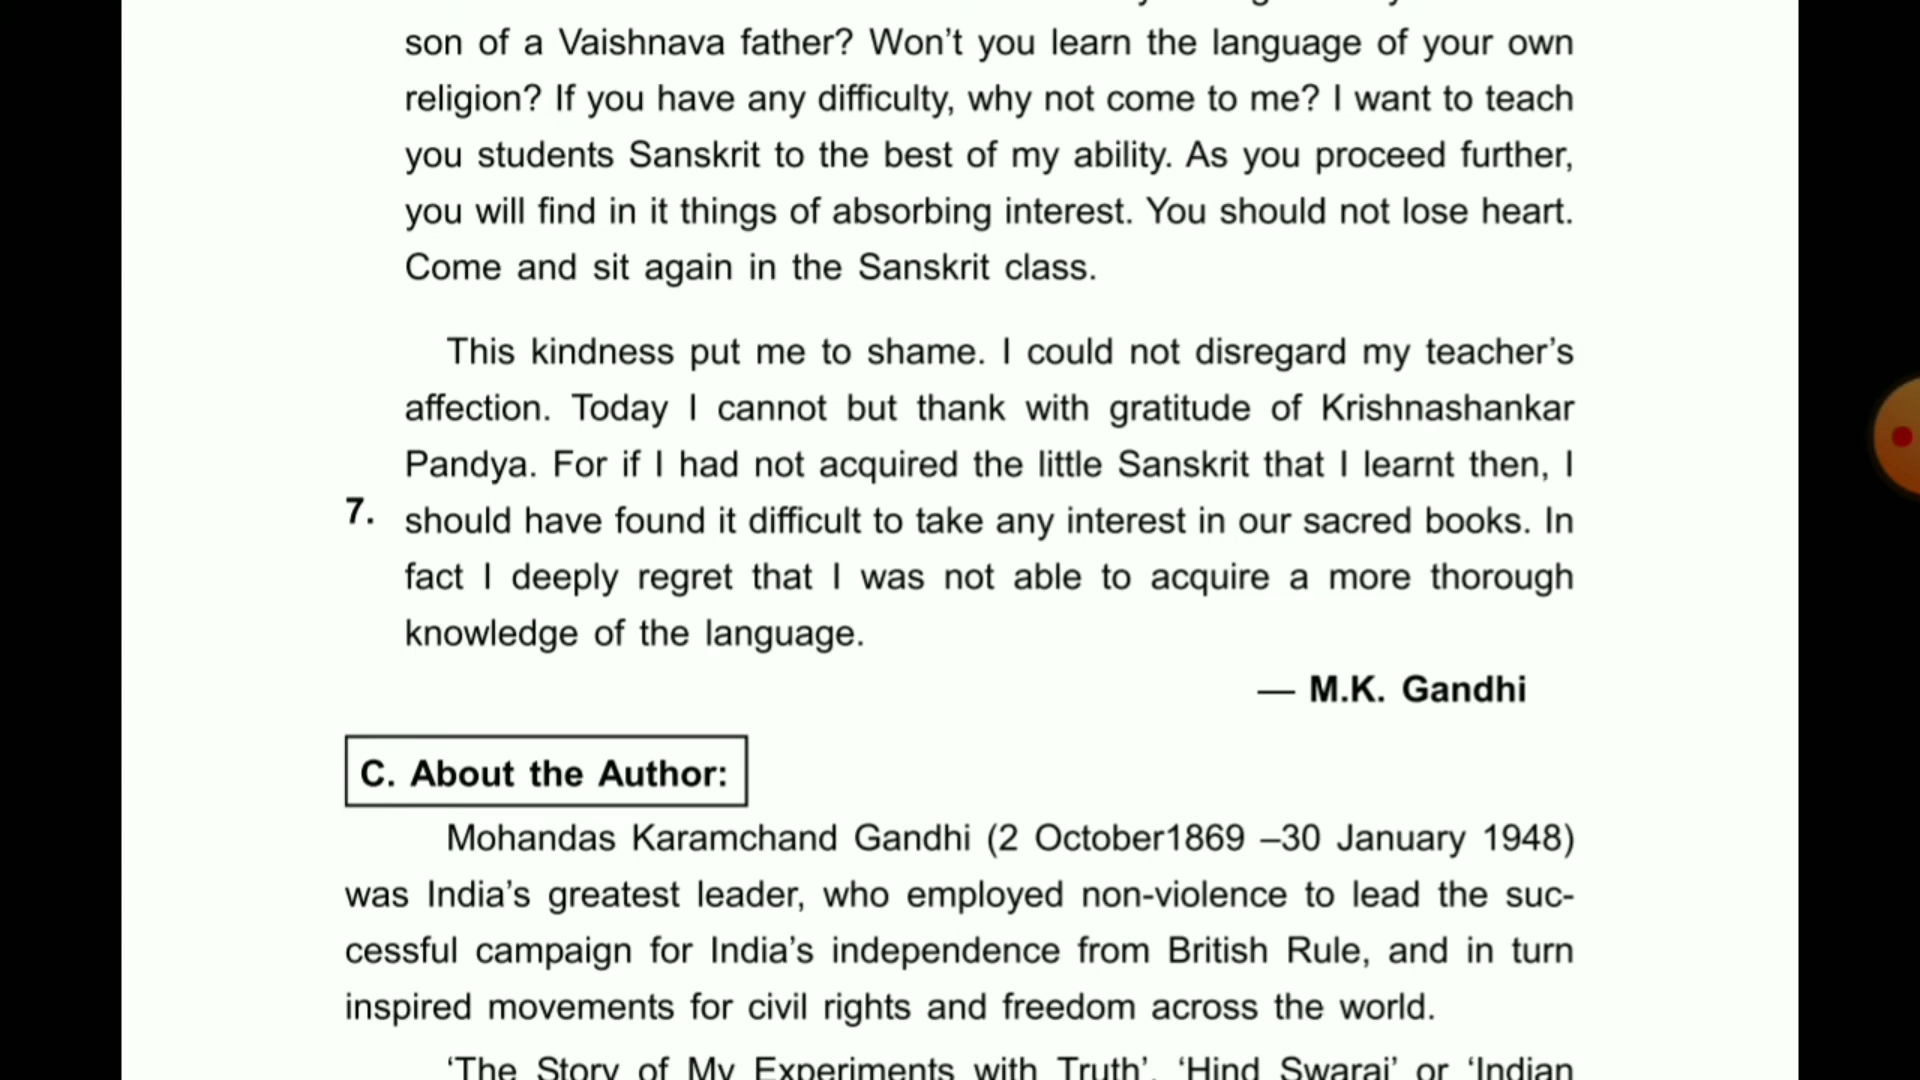 son of a Vaishnava father? Won’t you learn the language of your own
religion? If you have any difficulty, why not come to me? I want to teach
you students Sanskrit to the best of my ability. As you proceed further,
you will find in it things of absorbing interest. You should not lose heart.
Come and sit again in the Sanskrit class.
This kindness put me to shame. I could not disregard my teacher’s
affection. Today I cannot but thank with gratitude of Krishnashankar
Pandya. For if I had not acquired the little Sanskrit that I learnt then, I
7. should have found it difficult to take any interest in our sacred books. In
fact I deeply regret that I was not able to acquire a more thorough
knowledge of the language.
— M.K. Gandhi
C. About the Author:
Mohandas Karamchand Gandhi (2 October1869 –30 January 1948)
was India’s greatest leader, who employed non-violence to lead the suc-
cessful campaign for India’s independence from British Rule, and in turn
inspired movements for civil rights and freedom across the world.
‘The Story of My Experiments with Truth’, ‘Hind Swaraj’ or ‘Indian